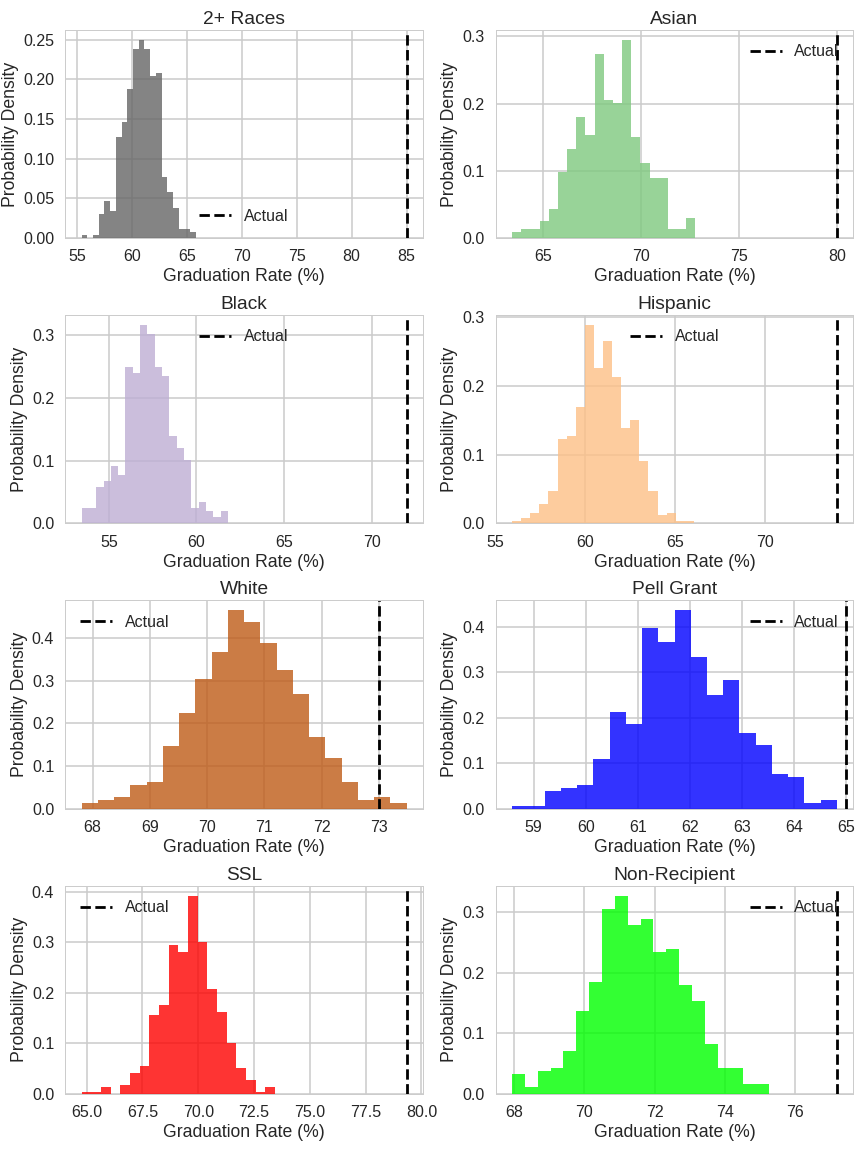 2+ Races
Probability Density
0.25
0.20
0.15
0.10
0.05
0.00
Actual
55 60 65 70 75 80 85
Graduation Rate (%)
Asian
Probability Density
0.3
0.2
0.1
0.0
Actual
65 70 75 80
Graduation Rate (%)
Black
Probability Density
0.3
0.2
0.1
0.0
Actual
55 60 65 70
Graduation Rate (%)
Hispanic
Probability Density
0.3
0.2
0.1
0.0
Actual
55 60 65 70
Graduation Rate (%)
White
Probability Density
0.4
0.3
0.2
0.1
0.0
Actual
68 69 70 71 72 73
Graduation Rate (%)
Pell Grant
Probability Density
0.4
0.3
0.2
0.1
0.0
Actual
59 60 61 62 63 64 65
Graduation Rate (%)
SSL
Probability Density
0.4
0.3
0.2
0.1
0.0
Actual
65.0 67.5 70.0 72.5 75.0 77.5 80.0
Graduation Rate (%)
Non-Recipient
Probability Density
0.3
0.2
0.1
0.0
Actual
68 70 72 74 76
Graduation Rate (%)